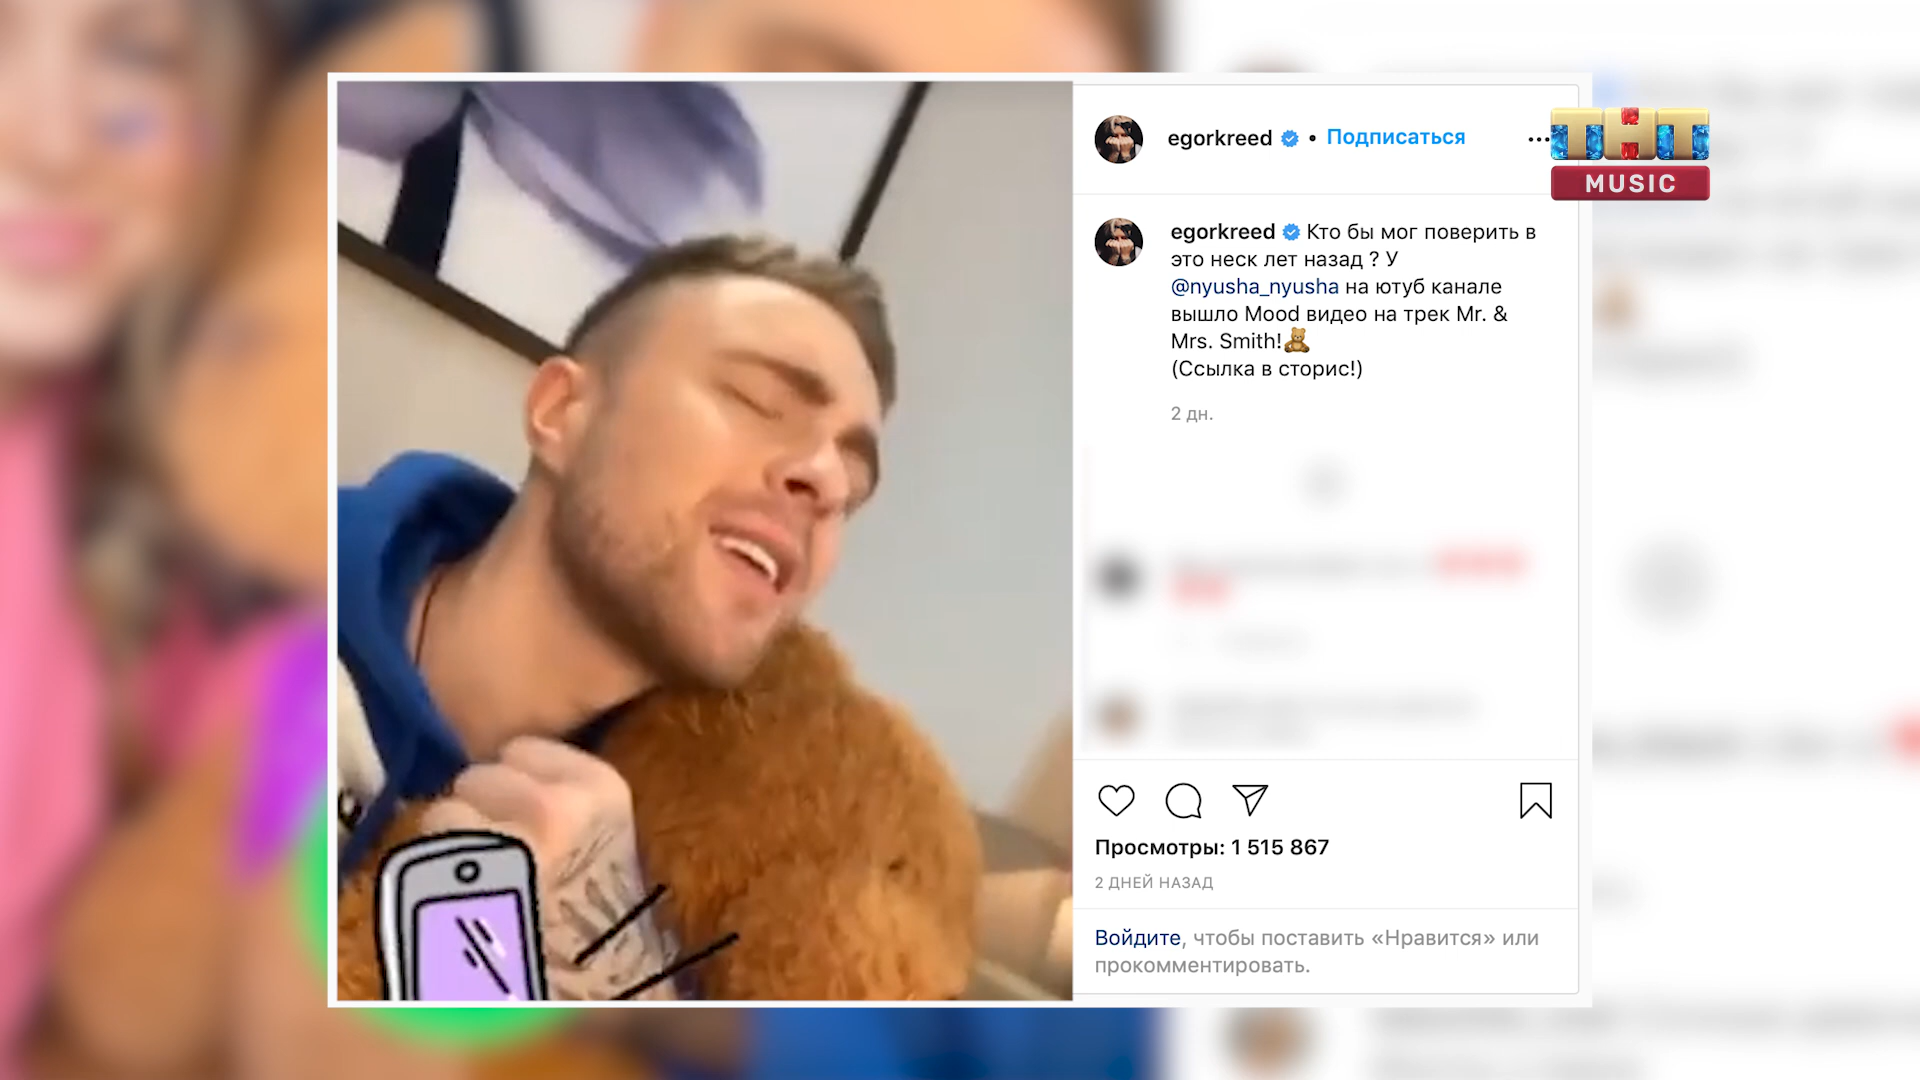 egorkreed • Подписаться
ТНТ
MUSIC
egorkreed Кто бы мог поверить в
это неск лет назад ? У
@nyusha_nyusha на ютуб канале
вышло Mood видео на трек Mr. &
Mrs. Smith!🧸
(Ссылка в сторис!)
2 дн.
Просмотры: 1 515 867
2 ДНЕЙ НАЗАД
Войдите, чтобы поставить «Нравится» или
прокомментировать.